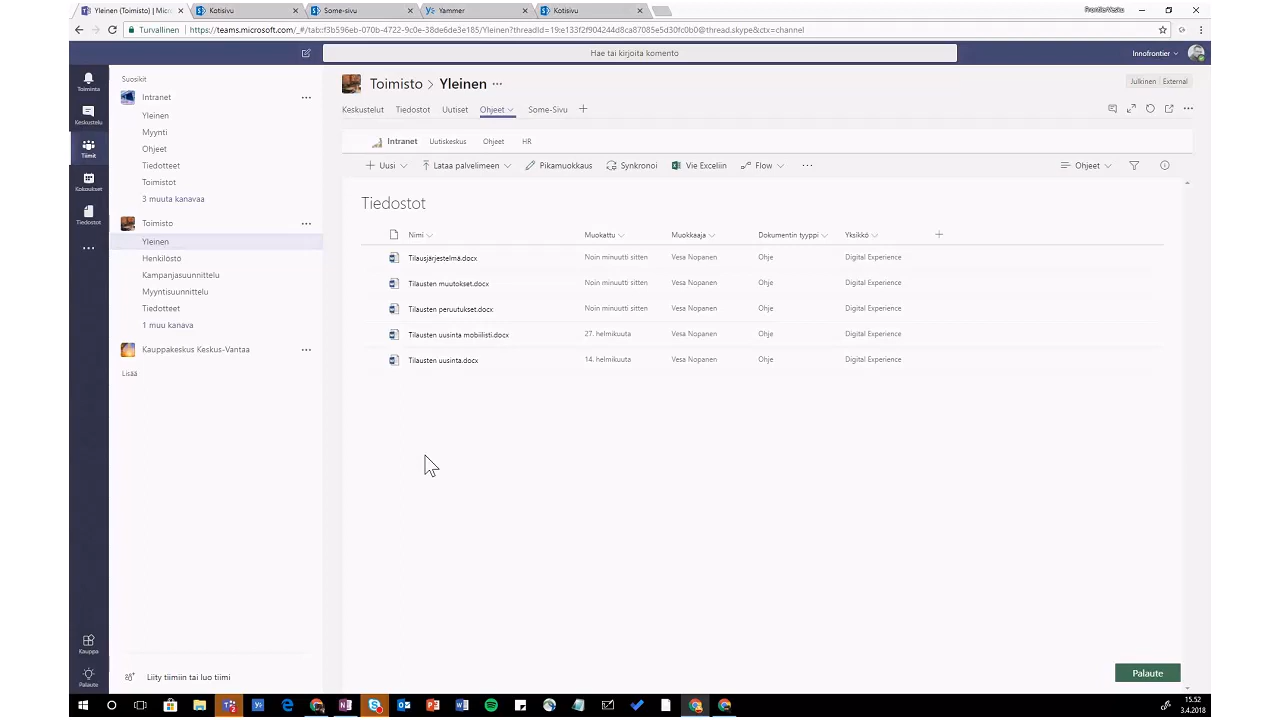 Yleinen (Toimisto) | Micr
Kotisivu
Some-sivu
Yammer
Kotisivu
FrontierVesku
Turvallinen
https://teams.microsoft.com/_#/tab:f3b596eb-070b-4722-9c0e-38de6de3e185/Yleinen?threadId=19:e133f2f904244d8ca87085e5d30fc0b0@thread.skype&ctx=channel
Hae tai kirjoita komento
Innofrontier
Toiminta
Keskustelu
Tiimit
Kokoukset
Tiedostot
Kauppa
Palaute
Suosikit
Intranet
Yleinen
Myynti
Ohjeet
Tiedotteet
Toimistot
3 muuta kanavaa
Toimisto
Yleinen
Henkilöstö
Kampanjasuunnittelu
Myyntisuunnittelu
Tiedotteet
1 muu kanava
Kauppakeskus Keskus-Vantaa
Lisää
Liity tiimiin tai luo tiimi
Toimisto > Yleinen ···
Julkinen External
Keskustelut Tiedostot Uutiset Ohjeet Some-Sivu +
Intranet Uutiskeskus Ohjeet HR
+ Uusi Lataa palvelimeen Pikamuokkaus Synkronoi Vie Exceliin Flow ··· Ohjeet
Tiedostot
Nimi Muokattu Muokkaaja Dokumentin tyyppi Yksikkö +
Tilausjärjestelmä.docx Noin minuutti sitten Vesa Nopanen Ohje Digital Experience
Tilausten muutokset.docx Noin minuutti sitten Vesa Nopanen Ohje Digital Experience
Tilausten peruutukset.docx Noin minuutti sitten Vesa Nopanen Ohje Digital Experience
Tilausten uusinta mobiilisti.docx 27. helmikuuta Vesa Nopanen Ohje Digital Experience
Tilausten uusinta.docx 14. helmikuuta Vesa Nopanen Ohje Digital Experience
Palaute
15.52
3.4.2018